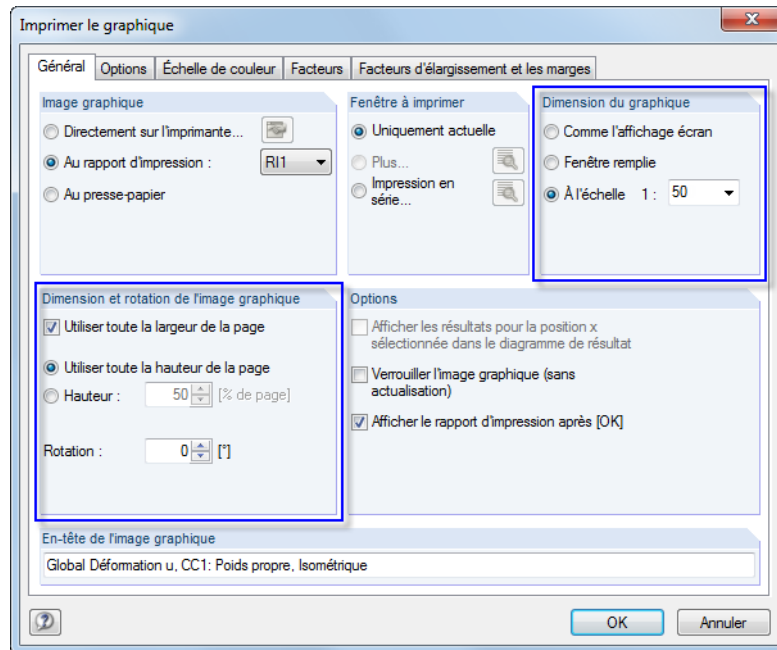 Imprimer le graphique
Général Options Échelle de couleur Facteurs Facteurs d'élargissement et les marges
Image graphique
Directement sur l'imprimante...
Au rapport d'impression : RI1
Au presse-papier
Fenêtre à imprimer
Uniquement actuelle
Plus...
Impression en
série...
Dimension du graphique
Comme l'affichage écran
Fenêtre remplie
À l'échelle 1 : 50
Dimension et rotation de l'image graphique
Utiliser toute la largeur de la page
Utiliser toute la hauteur de la page
Hauteur : 50 [% de page]
Rotation : 0 [°]
Options
Afficher les résultats pour la position x
sélectionnée dans le diagramme de résultat
Verrouiller l'image graphique (sans
actualisation)
Afficher le rapport d'impression après [OK]
En-tête de l'image graphique
Global Déformation u, CC1: Poids propre, Isométrique
OK Annuler